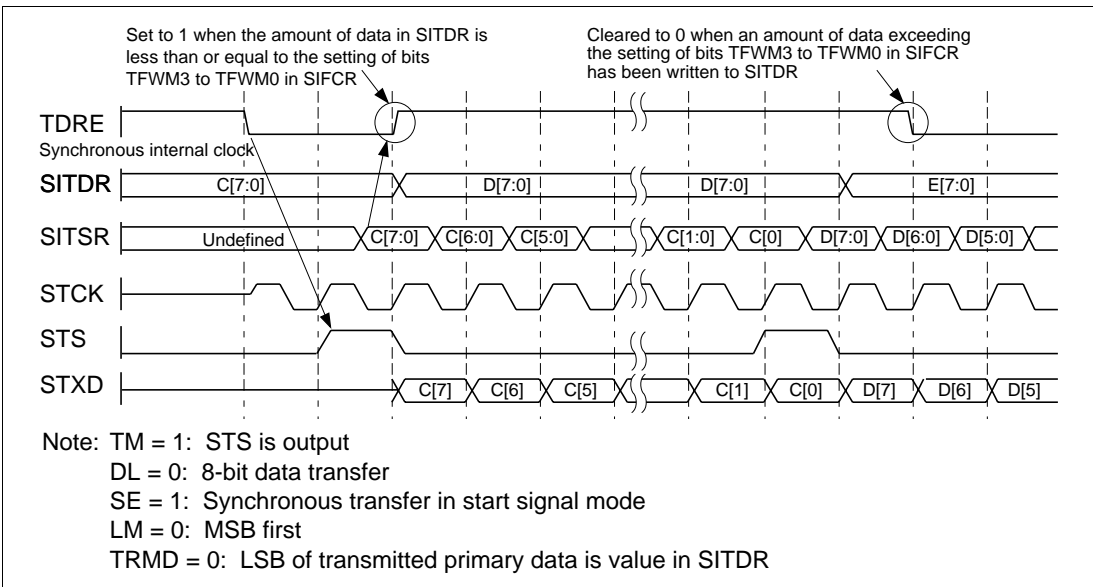 Set to 1 when the amount of data in SITDR is
less than or equal to the setting of bits
TFWM3 to TFWM0 in SIFCR
Cleared to 0 when an amount of data exceeding
the setting of bits TFWM3 to TFWM0 in SIFCR
has been written to SITDR
TDRE
Synchronous internal clock
SITDR C[7:0] D[7:0] D[7:0] E[7:0]
SITSR Undefined C[7:0] C[6:0] C[5:0] C[1:0] C[0] D[7:0] D[6:0] D[5:0]
STCK
STS
STXD C[7] C[6] C[5] C[1] C[0] D[7] D[6] D[5]
Note: TM = 1: STS is output
DL = 0: 8-bit data transfer
SE = 1: Synchronous transfer in start signal mode
LM = 0: MSB first
TRMD = 0: LSB of transmitted primary data is value in SITDR